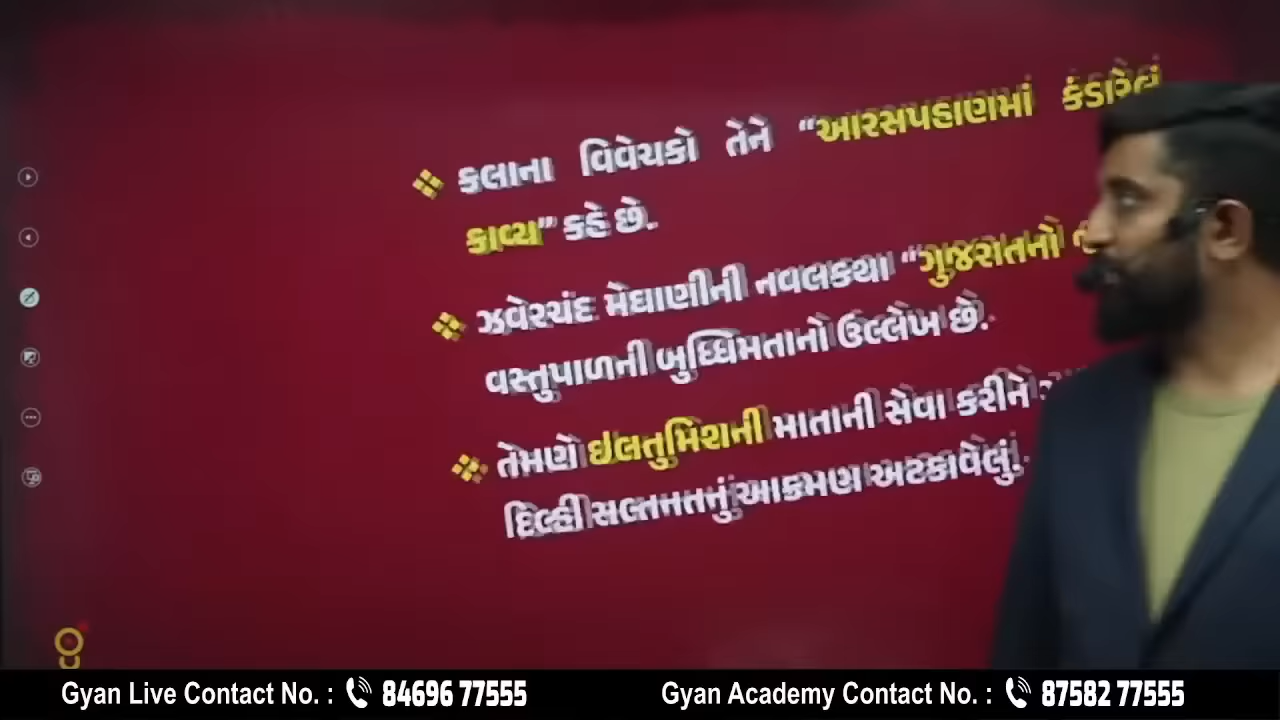 કલાના વિવેચકો તેને “આરસપહાણમાં કંડારેલું
કાવ્ય” કહે છે.
ઝવેરચંદ મેઘાણીની નવલકથા “ગુજરાતનો
વસ્તુપાળની બુધ્ધિમતાનો ઉલ્લેખ છે.
તેમણે ઇલતુમિશની માતાની સેવા કરીને
દિલ્હી સલ્તનતનું આક્રમણ અટકાવેલું.
Gyan Live Contact No. : 84696 77555 Gyan Academy Contact No. : 87582 77555